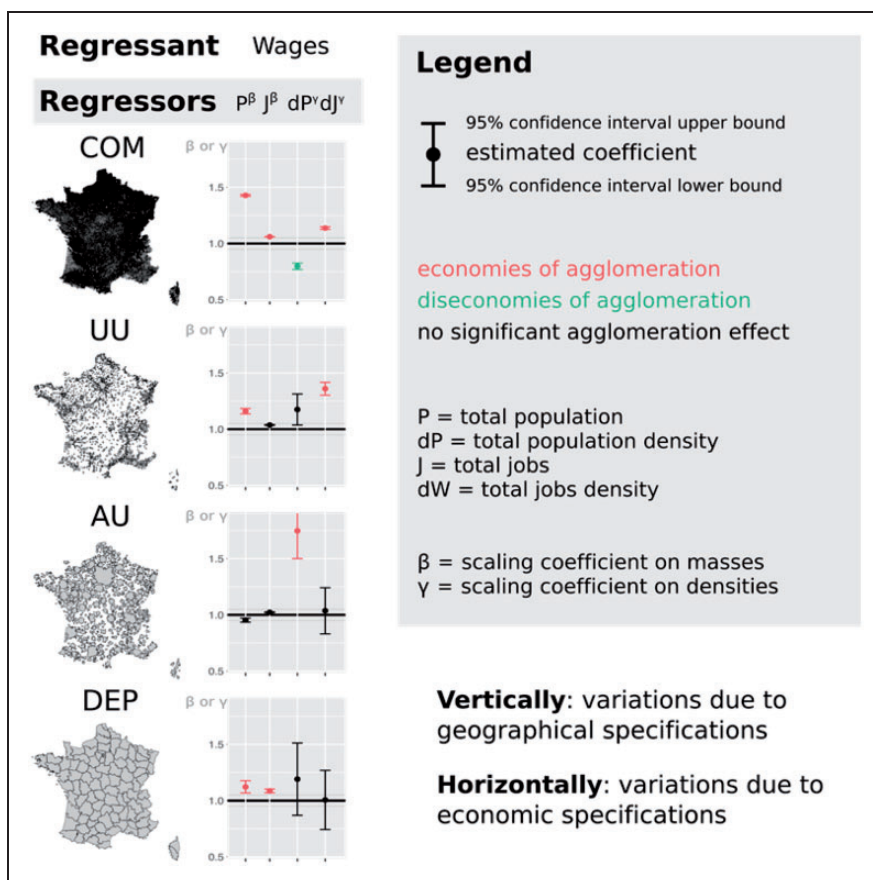 Regressant Wages
Regressors P^β J^β dP^γ dJ^γ
COM
β or γ
1.5
1.0
0.5
UU
β or γ
1.5
1.0
0.5
AU
β or γ
1.5
1.0
0.5
DEP
β or γ
1.5
1.0
0.5
Legend
95% confidence interval upper bound
estimated coefficient
95% confidence interval lower bound
economies of agglomeration
diseconomies of agglomeration
no significant agglomeration effect
P = total population
dP = total population density
J = total jobs
dW = total jobs density
β = scaling coefficient on masses
γ = scaling coefficient on densities
Vertically: variations due to
geographical specifications
Horizontally: variations due to
economic specifications